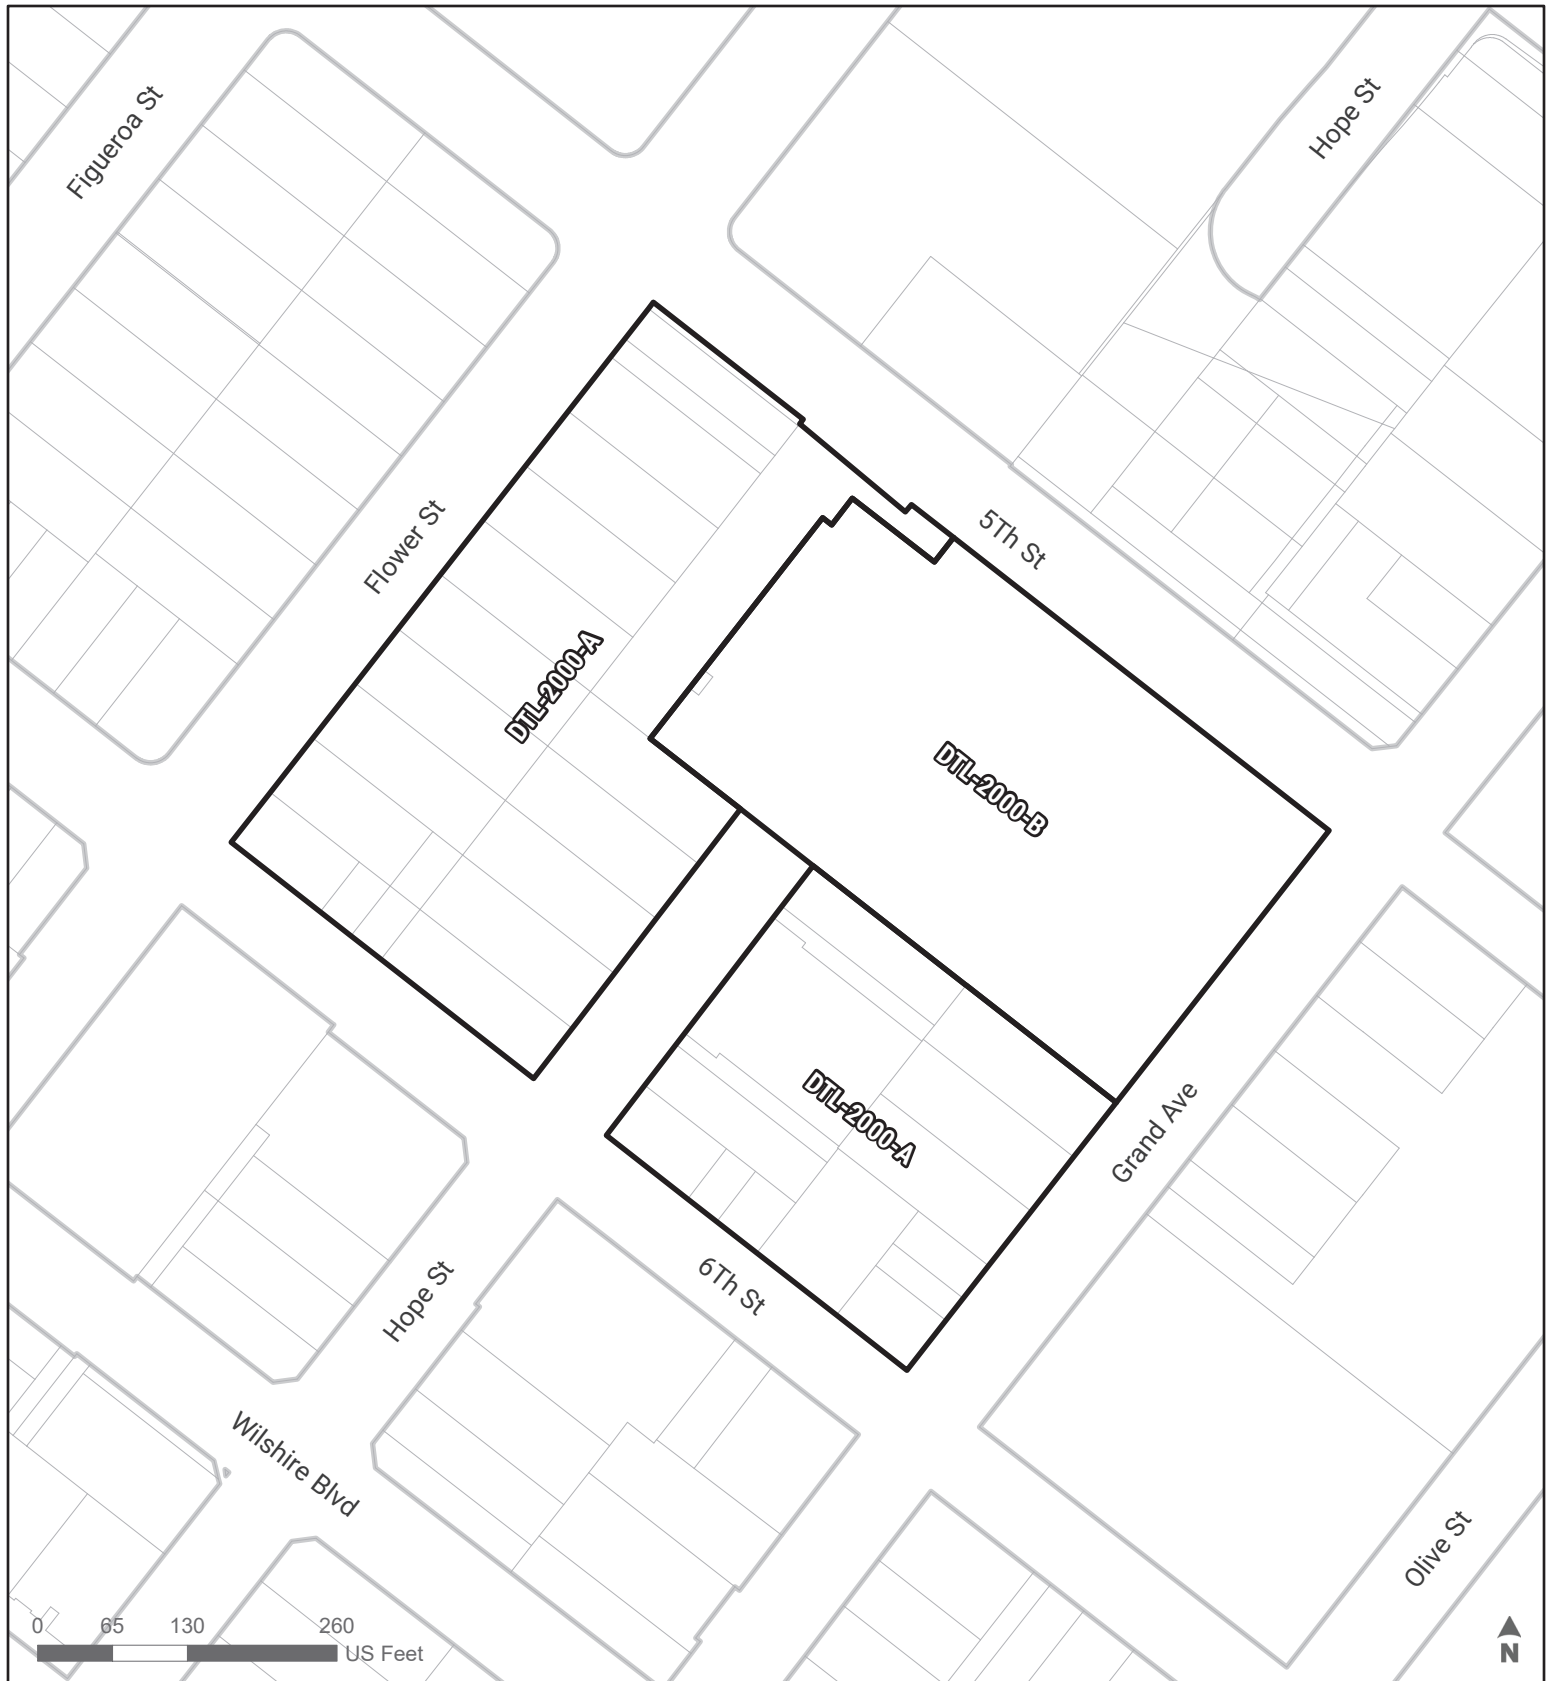 Figueroa St
Hope St
Flower St
5Th St
DTL-2000-A
DTL-2000-B
DTL-2000-A
Grand Ave
6Th St
Hope St
Wilshire Blvd
Olive St
0 65 130 260
US Feet
N